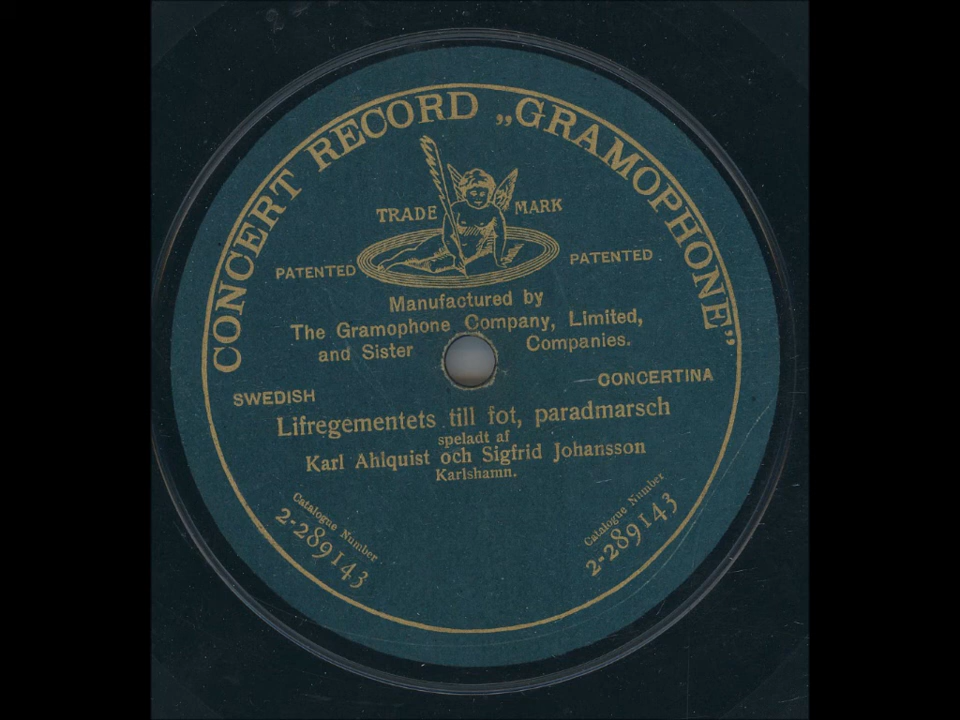 CONCERT RECORD „GRAMOPHONE"
TRADE MARK
PATENTED PATENTED
Manufactured by
The Gramophone Company, Limited,
and Sister Companies.
SWEDISH CONCERTINA
Lifregementets till fot, paradmarsch
speladt af
Karl Ahlquist och Sigfrid Johansson
Karlshamn.
Catalogue Number
2-289143
Catalogue Number
2-289143